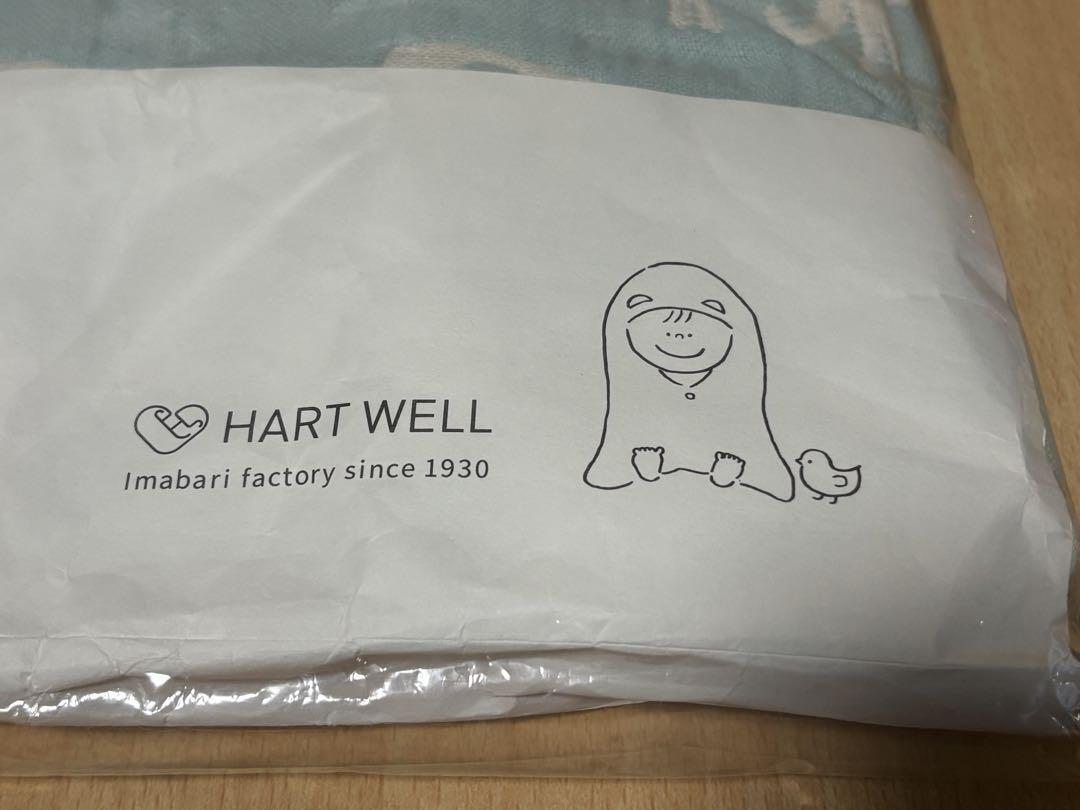 HART WELL
Imabari factory since 1930